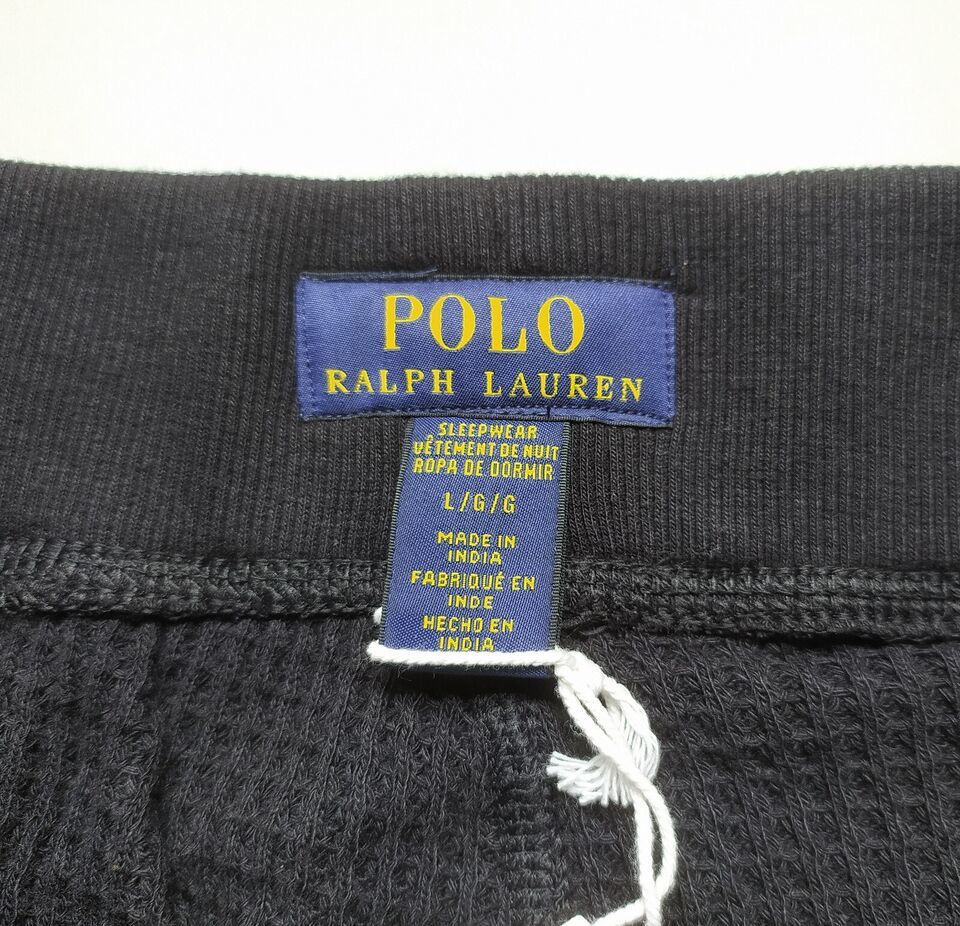 POLO
RALPH LAUREN
SLEEPWEAR
VÊTEMENT DE NUIT
ROPA DE DORMIR
L/G/G
MADE IN
INDIA
FABRIQUÉ EN
INDE
HECHO EN
INDIA